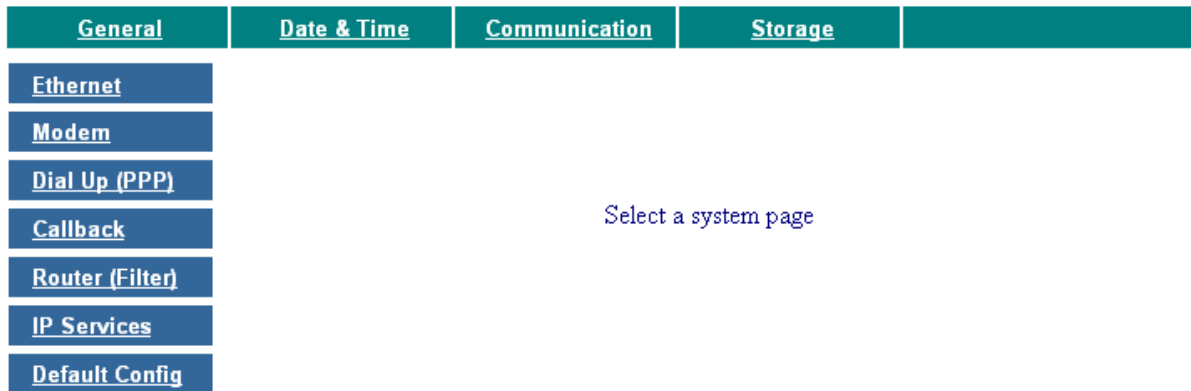 General Date & Time Communication Storage
Ethernet
Modem
Dial Up (PPP)
Callback
Select a system page
Router (Filter)
IP Services
Default Config